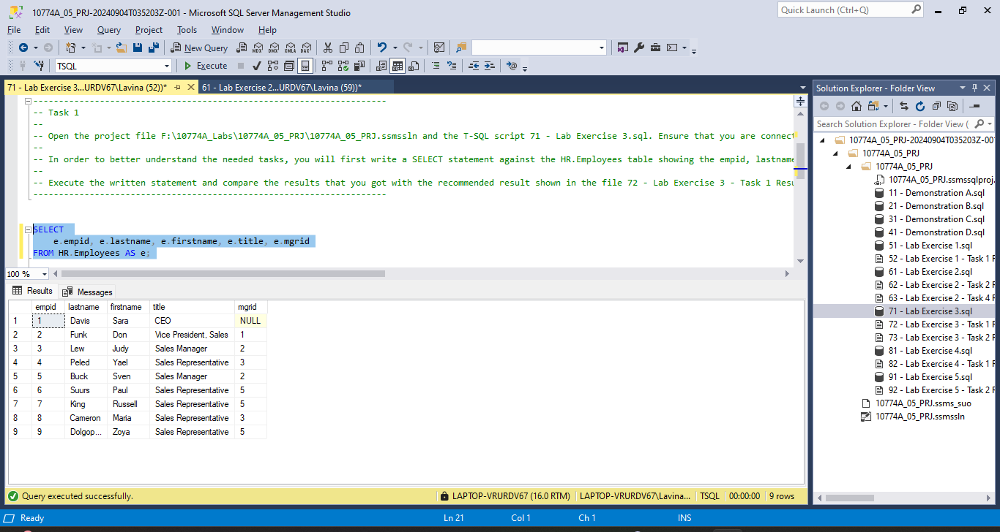 10774A_05_PRJ-20240904T035203Z-001 - Microsoft SQL Server Management Studio
Quick Launch (Ctrl+Q)
File Edit View Query Project Tools Window Help
New Query MDX DMX XMLA DAX
TSQL Execute
71 - Lab Exercise 3...URDV67\Lavina (52))* 61 - Lab Exercise 2...URDV67\Lavina (59))*
---------------------------------------------------------------------
-- Task 1
--
-- Open the project file F:\10774A_Labs\10774A_05_PRJ\10774A_05_PRJ.ssmssln and the T-SQL script 71 - Lab Exercise 3.sql. Ensure that you are connect
--
-- In order to better understand the needed tasks, you will first write a SELECT statement against the HR.Employees table showing the empid, lastname
--
-- Execute the written statement and compare the results that you got with the recommended result shown in the file 72 - Lab Exercise 3 - Task 1 Resu
---------------------------------------------------------------------
SELECT
e.empid, e.lastname, e.firstname, e.title, e.mgrid
FROM HR.Employees AS e;
100 %
Results Messages
empid lastname firstname title mgrid
1 1 Davis Sara CEO NULL
2 2 Funk Don Vice President, Sales 1
3 3 Lew Judy Sales Manager 2
4 4 Peled Yael Sales Representative 3
5 5 Buck Sven Sales Manager 2
6 6 Suurs Paul Sales Representative 5
7 7 King Russell Sales Representative 5
8 8 Cameron Maria Sales Representative 3
9 9 Dolgop... Zoya Sales Representative 5
Query executed successfully. LAPTOP-VRURDV67 (16.0 RTM) LAPTOP-VRURDV67\Lavina... TSQL 00:00:00 9 rows
Solution Explorer - Folder View
Search Solution Explorer - Folder View (
10774A_05_PRJ-20240904T035203Z-001
10774A_05_PRJ
10774A_05_PRJ
10774A_05_PRJ.ssmssqlproj.
11 - Demonstration A.sql
21 - Demonstration B.sql
31 - Demonstration C.sql
41 - Demonstration D.sql
51 - Lab Exercise 1.sql
52 - Lab Exercise 1 - Task 1 F
61 - Lab Exercise 2.sql
62 - Lab Exercise 2 - Task 2 F
63 - Lab Exercise 2 - Task 4 F
71 - Lab Exercise 3.sql
72 - Lab Exercise 3 - Task 1 F
73 - Lab Exercise 3 - Task 2 F
81 - Lab Exercise 4.sql
82 - Lab Exercise 4 - Task 1 F
91 - Lab Exercise 5.sql
92 - Lab Exercise 5 - Task 2 F
10774A_05_PRJ.ssms_suo
10774A_05_PRJ.ssmssln
Ready Ln 21 Col 1 Ch 1 INS